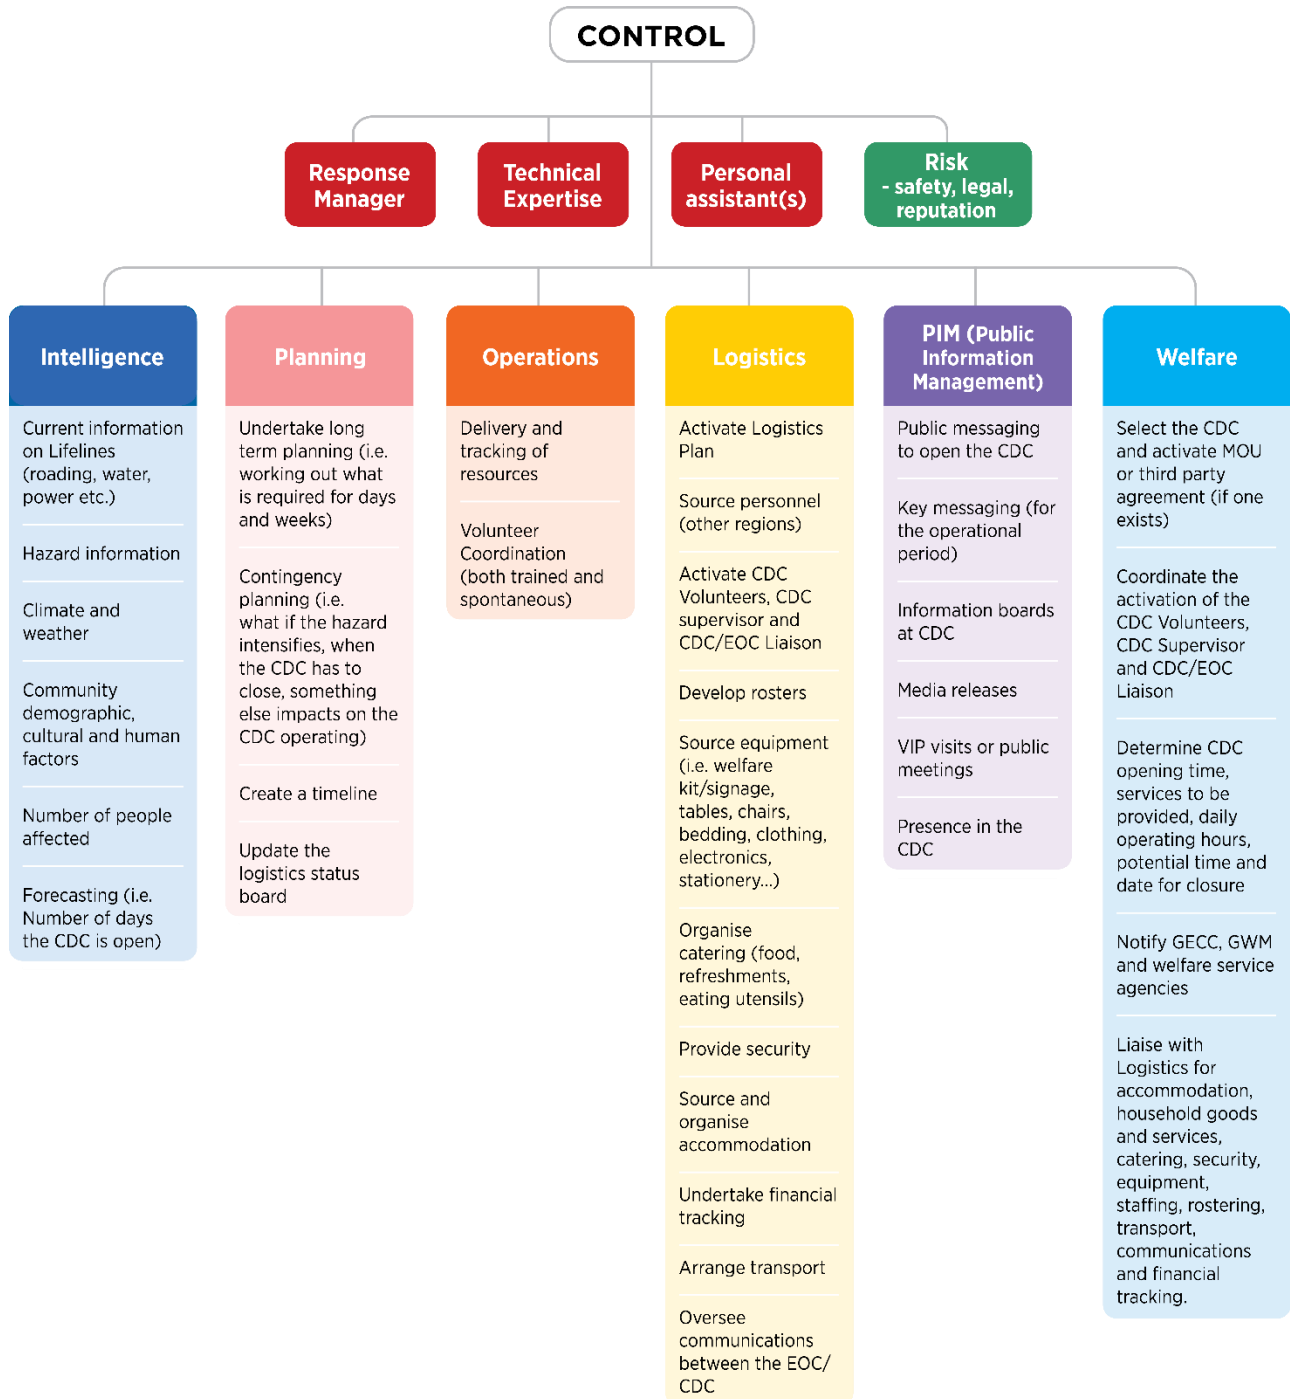 CONTROL
Response
Manager
Technical
Expertise
Personal
assistant(s)
Risk
- safety, legal,
reputation
Intelligence
Current information
on Lifelines
(roading, water,
power etc.)
Hazard information
Climate and
weather
Community
demographic,
cultural and human
factors
Number of people
affected
Forecasting (i.e.
Number of days
the CDC is open)
Planning
Undertake long
term planning (i.e.
working out what
is required for days
and weeks)
Contingency
planning (i.e.
what if the hazard
intensifies, when
the CDC has to
close, something
else impacts on the
CDC operating)
Create a timeline
Update the
logistics status
board
Operations
Delivery and
tracking of
resources
Volunteer
Coordination
(both trained and
spontaneous)
Logistics
Activate Logistics
Plan
Source personnel
(other regions)
Activate CDC
Volunteers, CDC
supervisor and
CDC/EOC Liaison
Develop rosters
Source equipment
(i.e. welfare
kit/signage,
tables, chairs,
bedding, clothing,
electronics,
stationery...)
Organise
catering (food,
refreshments,
eating utensils)
Provide security
Source and
organise
accommodation
Undertake financial
tracking
Arrange transport
Oversee
communications
between the EOC/
CDC
PIM (Public
Information
Management)
Public messaging
to open the CDC
Key messaging (for
the operational
period)
Information boards
at CDC
Media releases
VIP visits or public
meetings
Presence in the
CDC
Welfare
Select the CDC
and activate MOU
or third party
agreement (if one
exists)
Coordinate the
activation of the
CDC Volunteers,
CDC Supervisor
and CDC/EOC
Liaison
Determine CDC
opening time,
services to be
provided, daily
operating hours,
potential time and
date for closure
Notify GECC, GWM
and welfare service
agencies
Liaise with
Logistics for
accommodation,
household goods
and services,
catering, security,
equipment,
staffing, rostering,
transport,
communications
and financial
tracking.